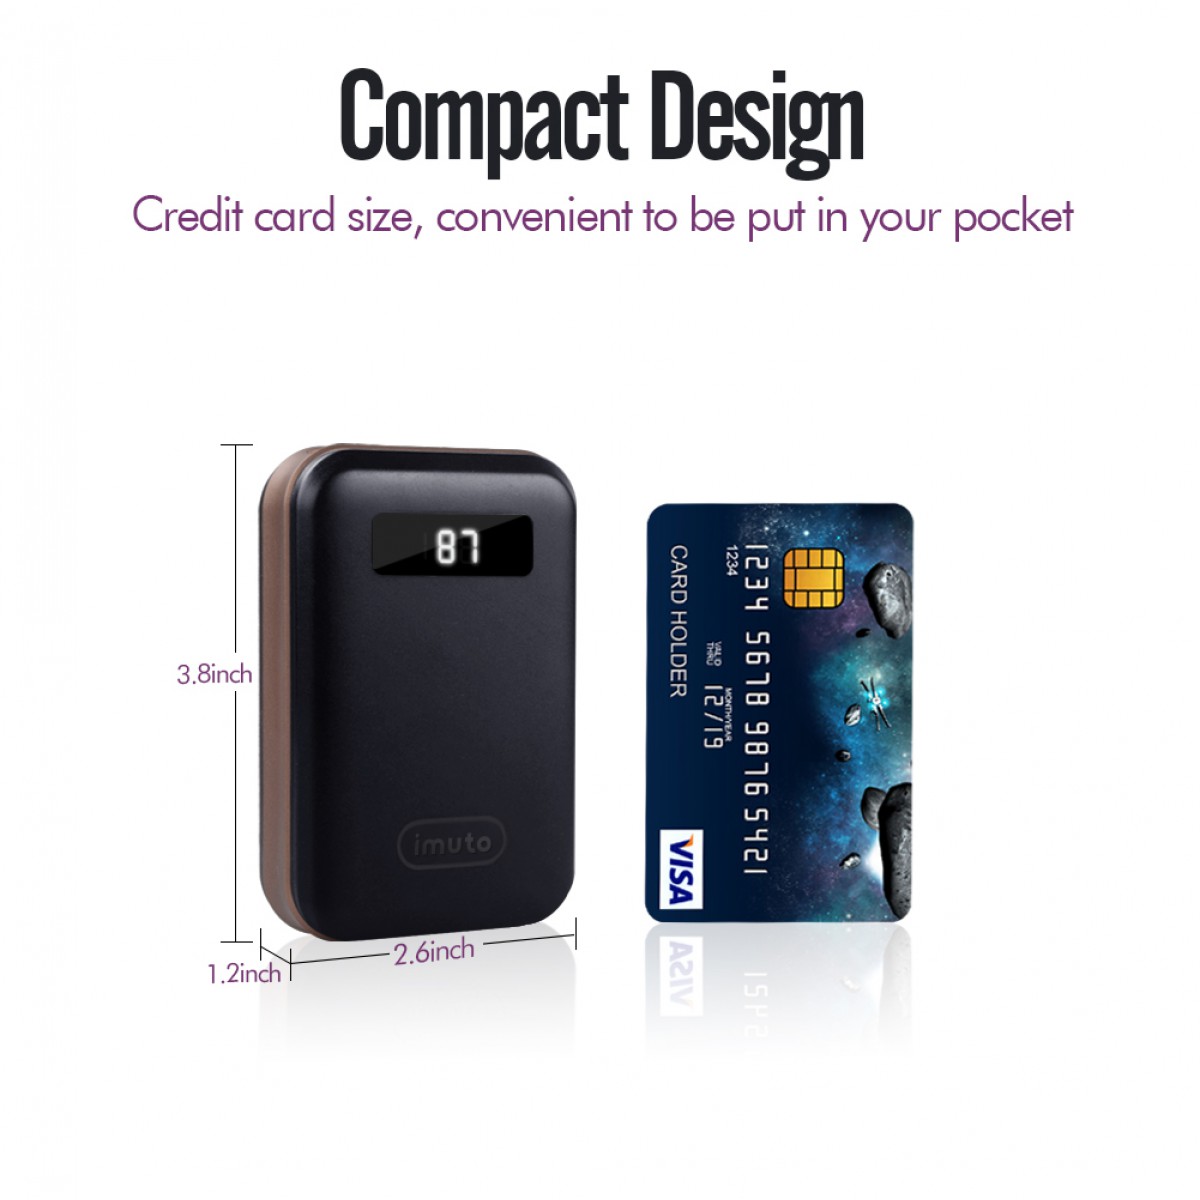 Compact Design
Credit card size, convenient to be put in your pocket
87
3.8inch
imuto
2.6inch
1.2inch
1234 5678 9876 5421
1234
VALID THRU
MONTH/YEAR
12/19
CARD HOLDER
VISA